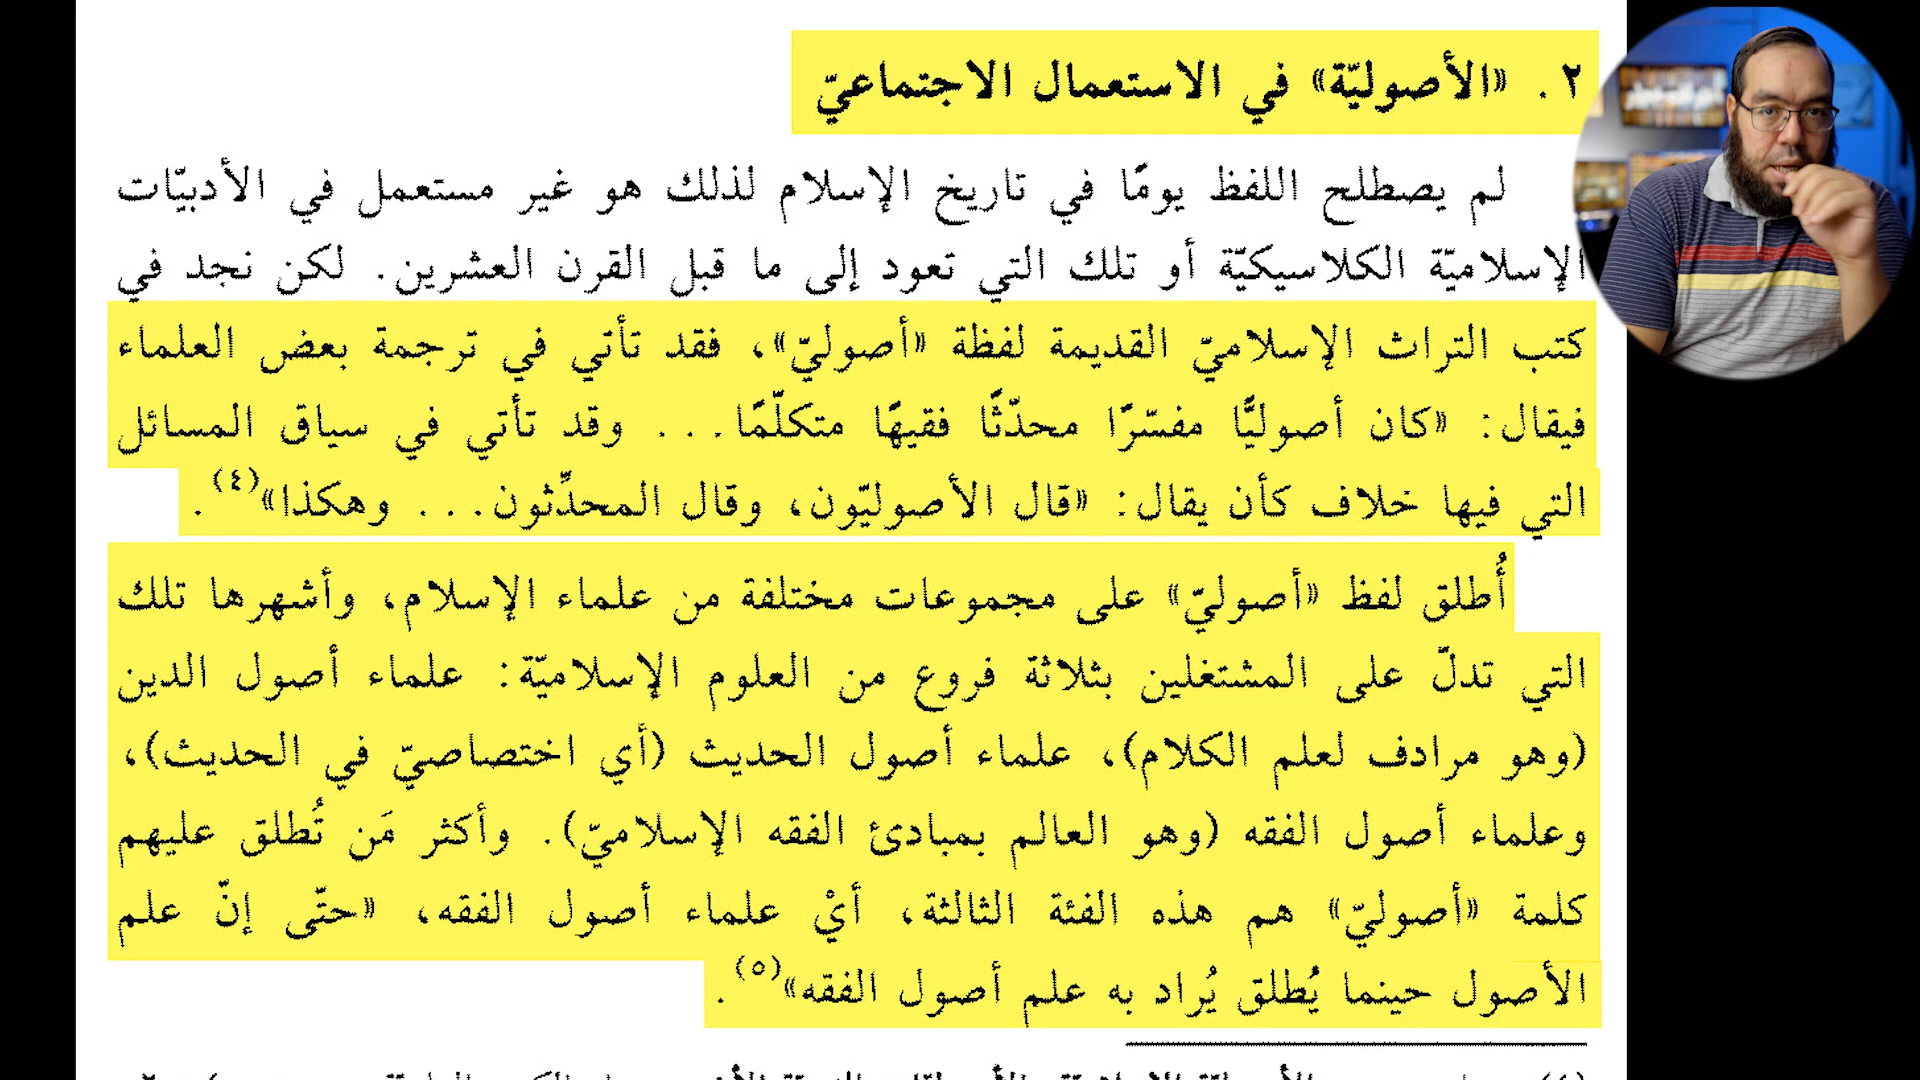 ٢. «الأصوليّة» في الاستعمال الاجتماعيّ
لم يصطلح اللفظ يومًا في تاريخ الإسلام لذلك هو غير مستعمل في الأدبيّات
الإسلاميّة الكلاسيكيّة أو تلك التي تعود إلى ما قبل القرن العشرين. لكن نجد في
كتب التراث الإسلاميّ القديمة لفظة «أصوليّ»، فقد تأتي في ترجمة بعض العلماء
فيقال: «كان أصوليًّا مفسّرًا محدّثًا فقيهًا متكلّمًا... وقد تأتي في سياق المسائل
التي فيها خلاف كأن يقال: «قال الأصوليّون، وقال المحدِّثون... وهكذا»(٤).
أُطلق لفظ «أصوليّ» على مجموعات مختلفة من علماء الإسلام، وأشهرها تلك
التي تدلّ على المشتغلين بثلاثة فروع من العلوم الإسلاميّة: علماء أصول الدين
(وهو مرادف لعلم الكلام)، علماء أصول الحديث (أي اختصاصيّ في الحديث)،
وعلماء أصول الفقه (وهو العالم بمبادئ الفقه الإسلاميّ). وأكثر مَن تُطلق عليهم
كلمة «أصوليّ» هم هذه الفئة الثالثة، أيْ علماء أصول الفقه، «حتّى إنّ علم
الأصول حينما يُطلق يُراد به علم أصول الفقه»(٥).